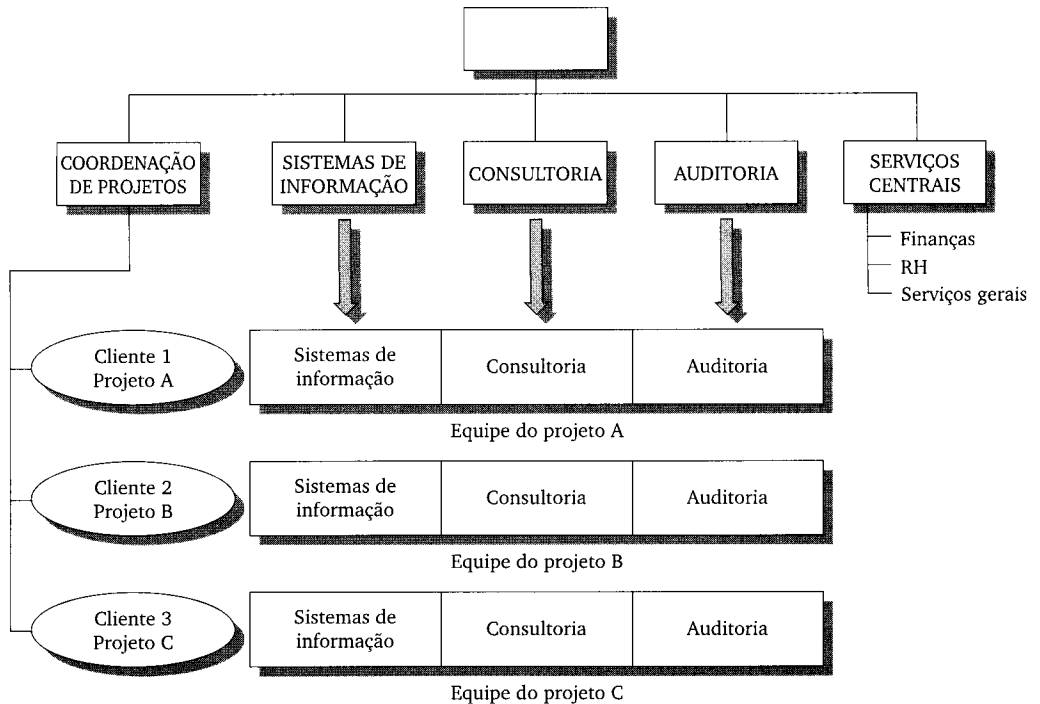 COORDENAÇÃO
DE PROJETOS
SISTEMAS DE
INFORMAÇÃO
CONSULTORIA
AUDITORIA
SERVIÇOS
CENTRAIS
Finanças
RH
Serviços gerais
Cliente 1
Projeto A
Sistemas de
informação
Consultoria
Auditoria
Equipe do projeto A
Cliente 2
Projeto B
Sistemas de
informação
Consultoria
Auditoria
Equipe do projeto B
Cliente 3
Projeto C
Sistemas de
informação
Consultoria
Auditoria
Equipe do projeto C